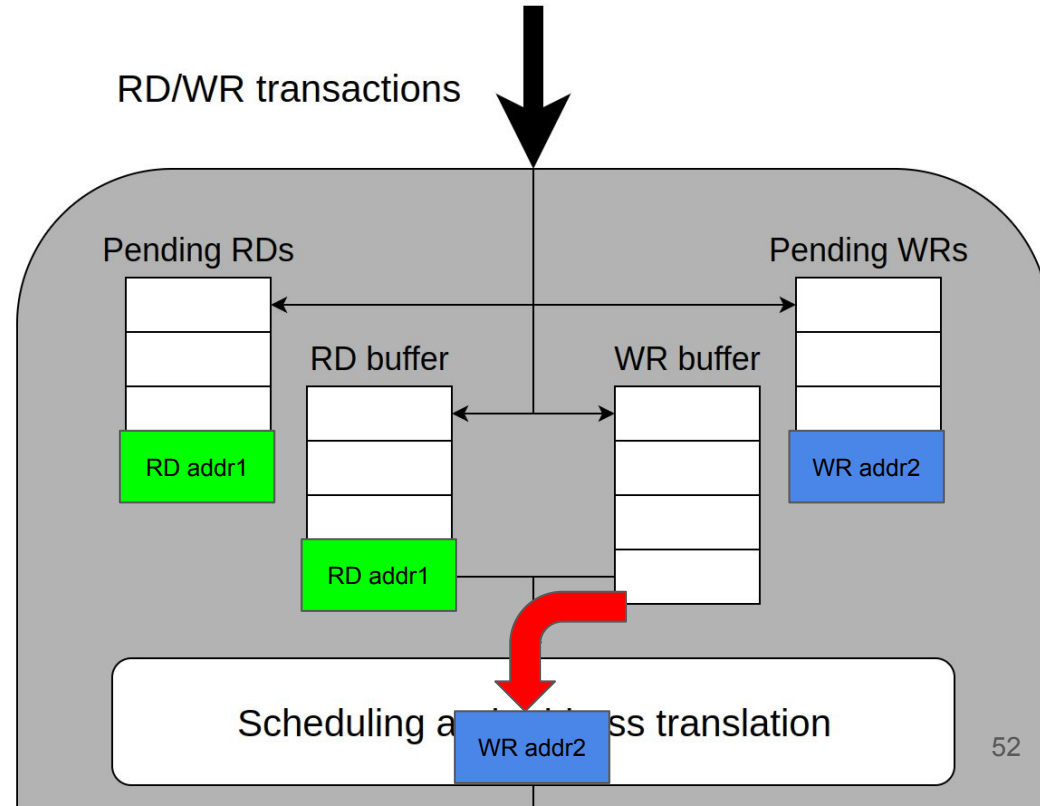 RD/WR transactions
Pending RDs
Pending WRs
RD buffer
WR buffer
RD addr1
WR addr2
RD addr1
Scheduling a ss translation
WR addr2
52